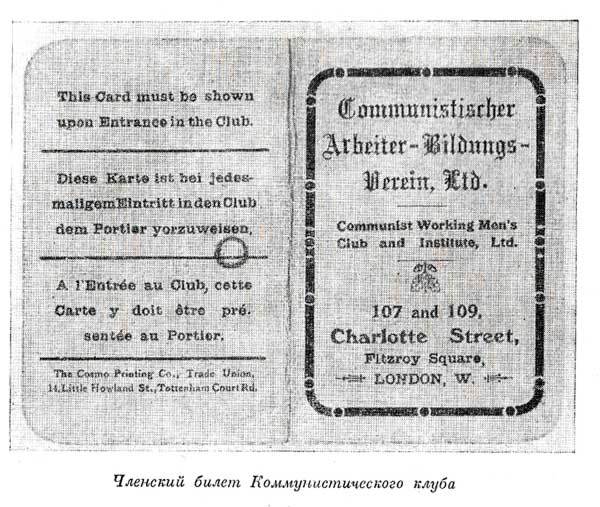 This Card must be shown
upon Entrance in the Club.
Diese Karte ist bei jedes-
maligem Eintritt in den Club
dem Portier vorzuweisen.
A l'Entrée au Club, cette
Carte y doit être pré-
sentée au Portier.
The Cosmo Printing Co., Trade Union,
14, Little Howland St., Tottenham Court Rd.
Communistischer
Arbeiter-Bildungs-
Verein, Ltd.
Communist Working Men's
Club and Institute, Ltd.
107 and 109,
Charlotte Street,
Fitzroy Square,
LONDON, W.
Членский билет Коммунистического клуба